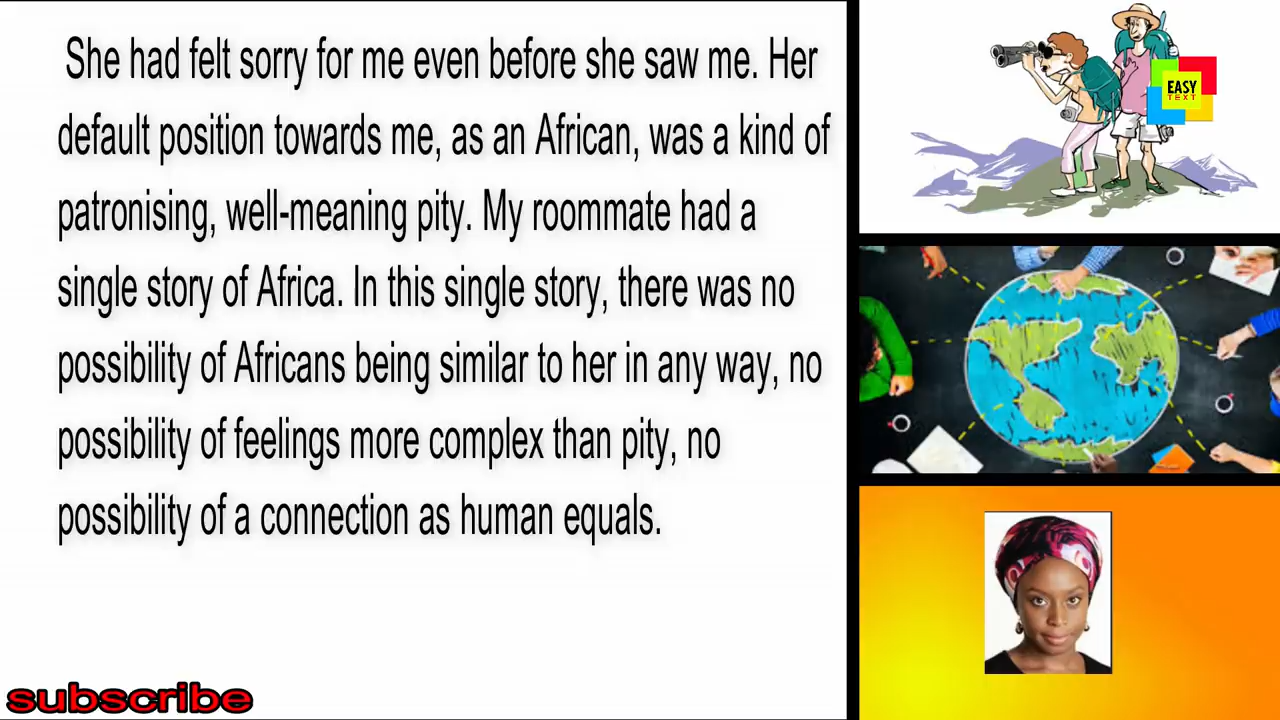 She had felt sorry for me even before she saw me. Her
default position towards me, as an African, was a kind of
patronising, well-meaning pity. My roommate had a
single story of Africa. In this single story, there was no
possibility of Africans being similar to her in any way, no
possibility of feelings more complex than pity, no
possibility of a connection as human equals.
EASY
TEXT
subscribe